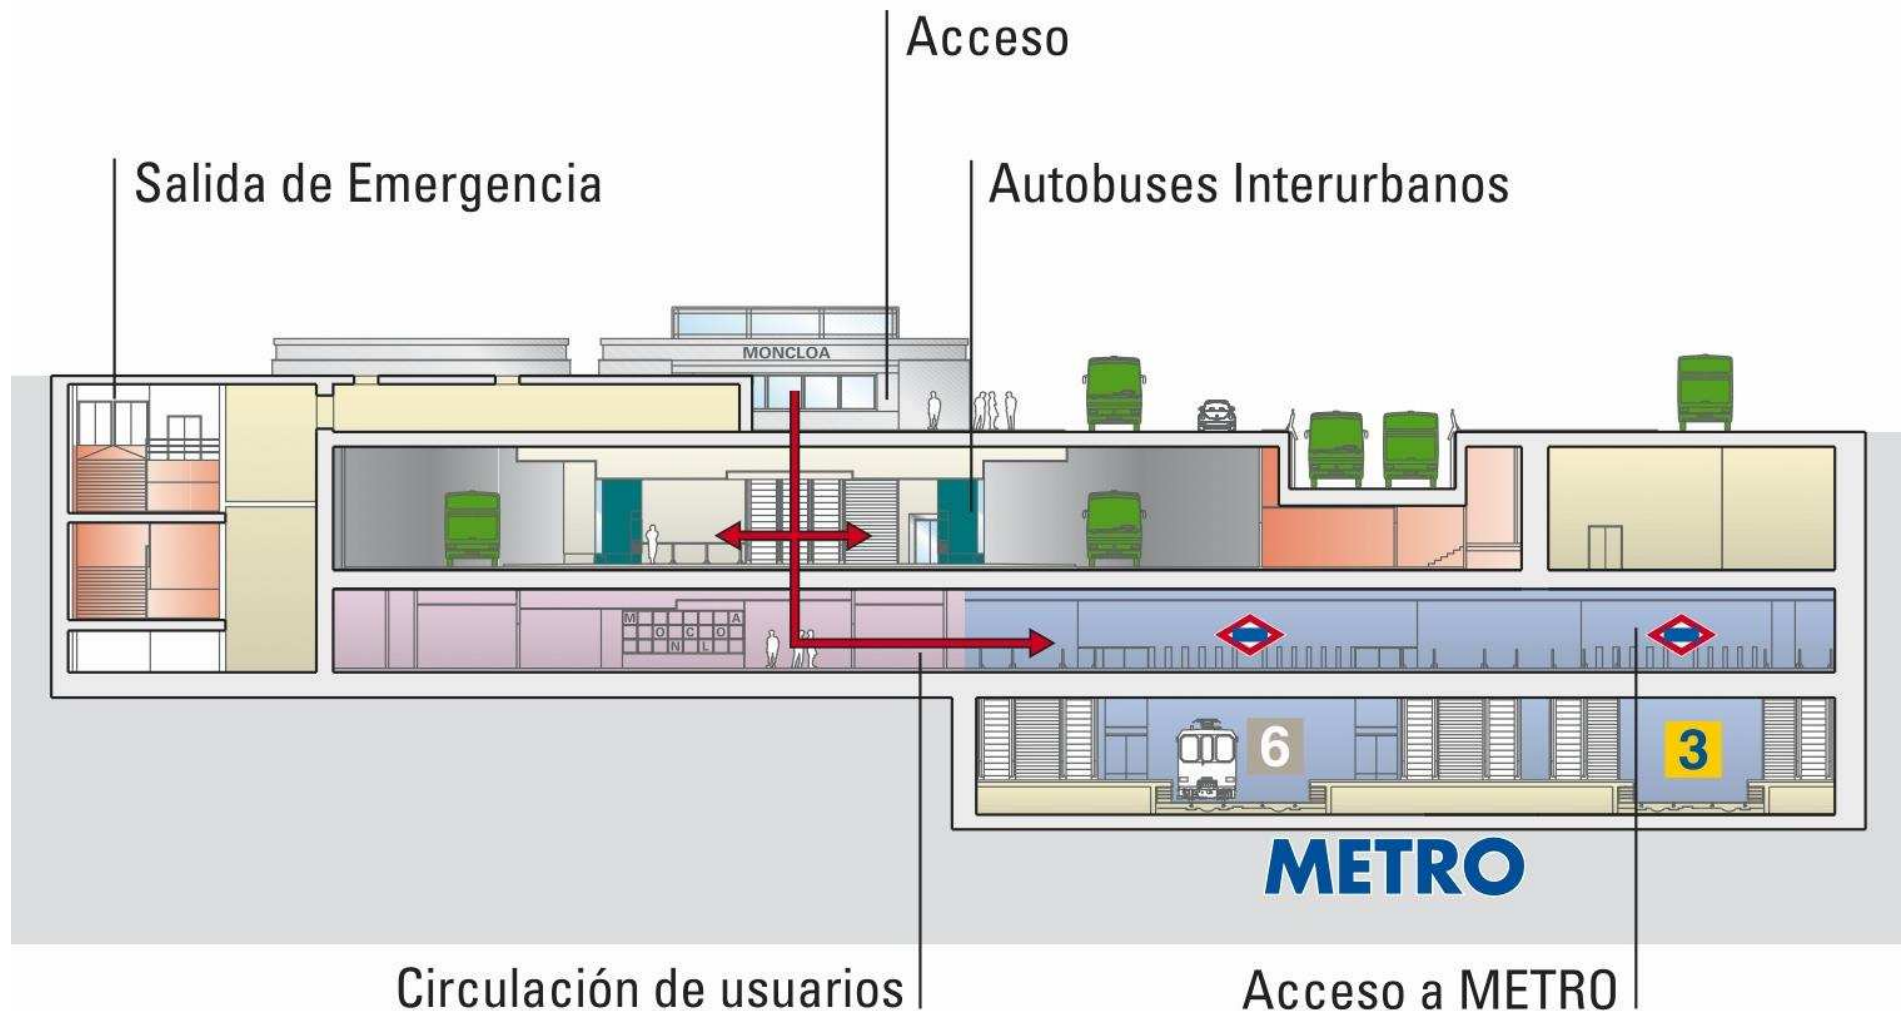 Acceso
Salida de Emergencia
Autobuses Interurbanos
MONCLOA
M O N C L O A
6
3
METRO
Circulación de usuarios
Acceso a METRO